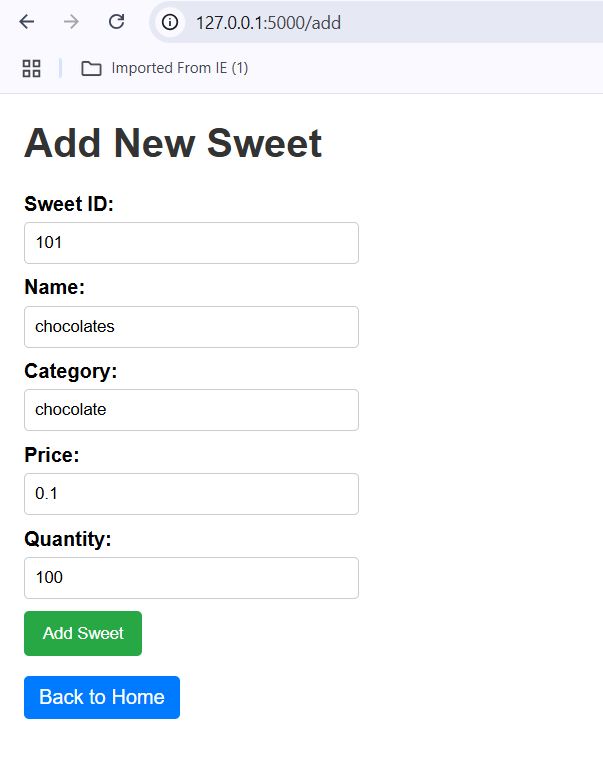 127.0.0.1:5000/add
Imported From IE (1)
Add New Sweet
Sweet ID:
101
Name:
chocolates
Category:
chocolate
Price:
0.1
Quantity:
100
Add Sweet
Back to Home